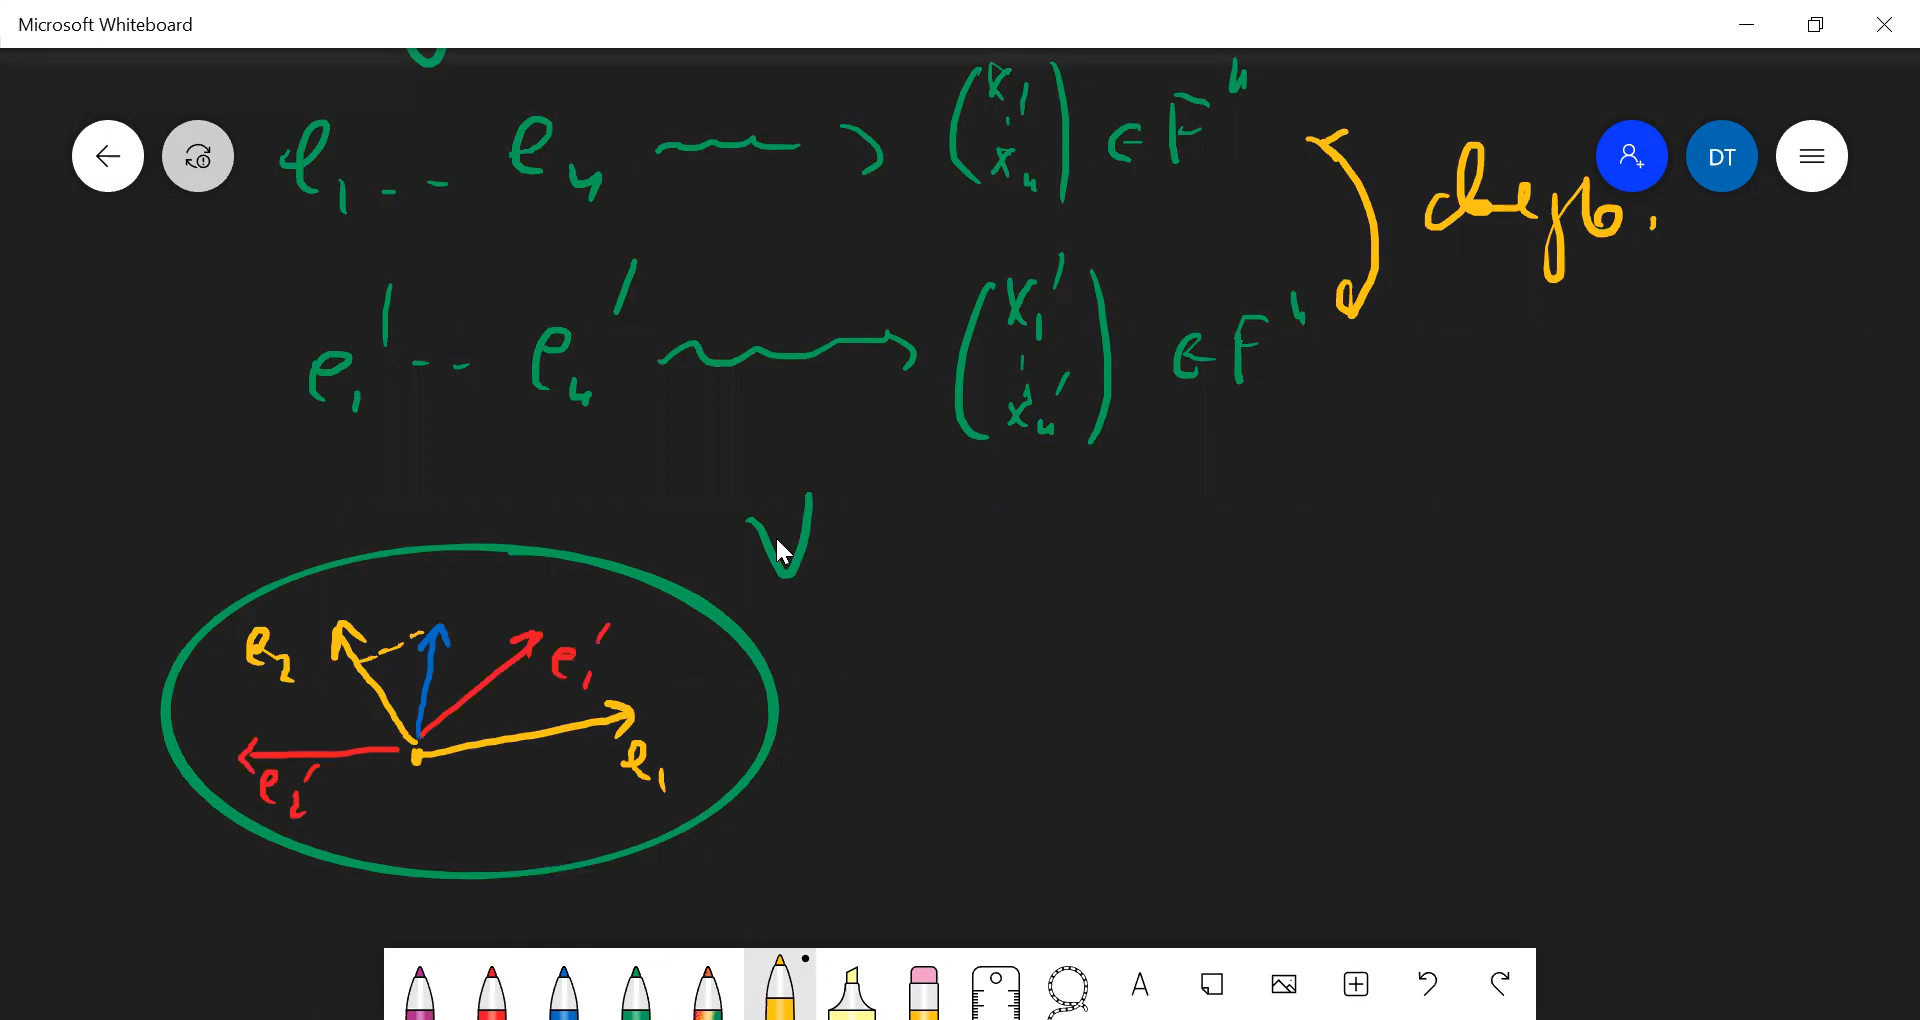 Microsoft Whiteboard
e₁ -- eₙ → (x₁ ⋮ xₙ) ∈ Fⁿ
DT
e₁' -- eₙ' → (x₁' ⋮ xₙ') ∈ Fⁿ
V
e₂ e₁'
e₂' e₁
A